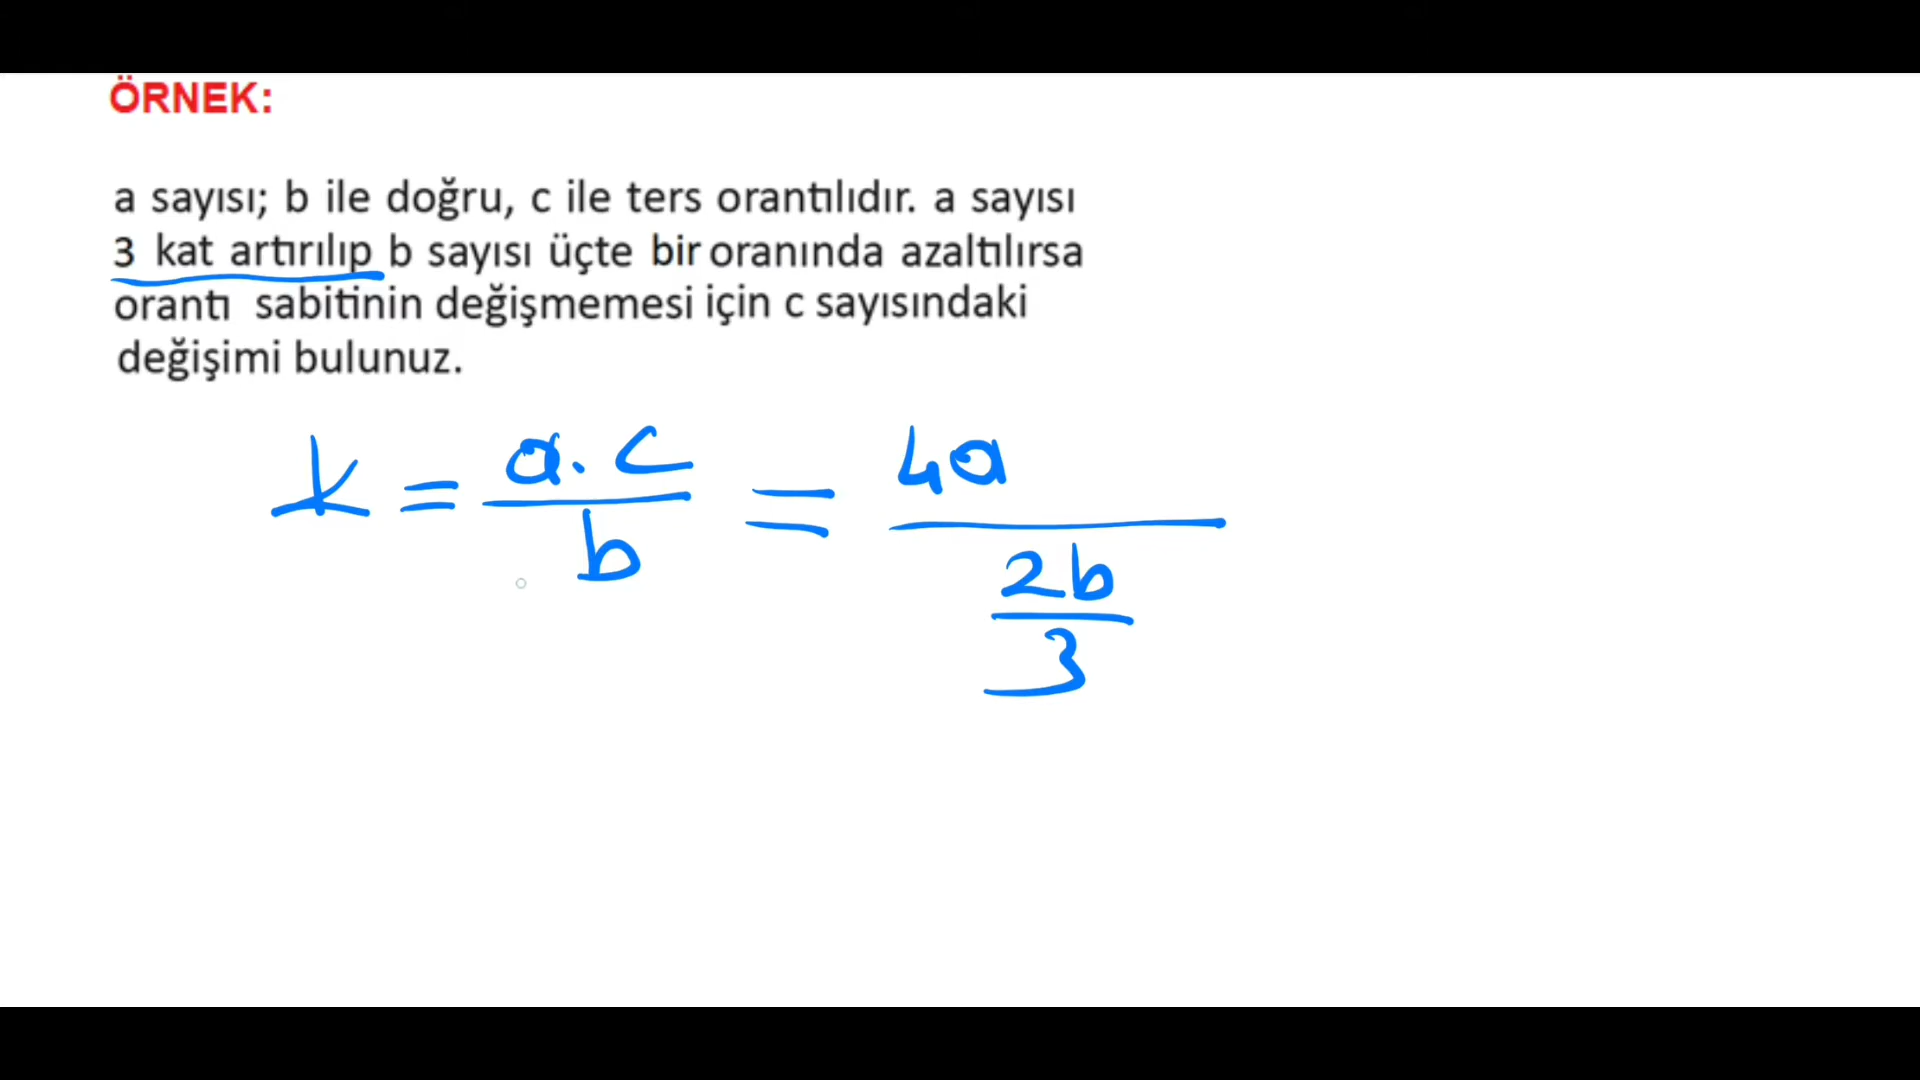 ÖRNEK:
a sayısı; b ile doğru, c ile ters orantılıdır. a sayısı
3 kat artırılıp b sayısı üçte bir oranında azaltılırsa
orantı sabitinin değişmemesi için c sayısındaki
değişimi bulunuz.
k = a.c / b = 4a / 2b / 3